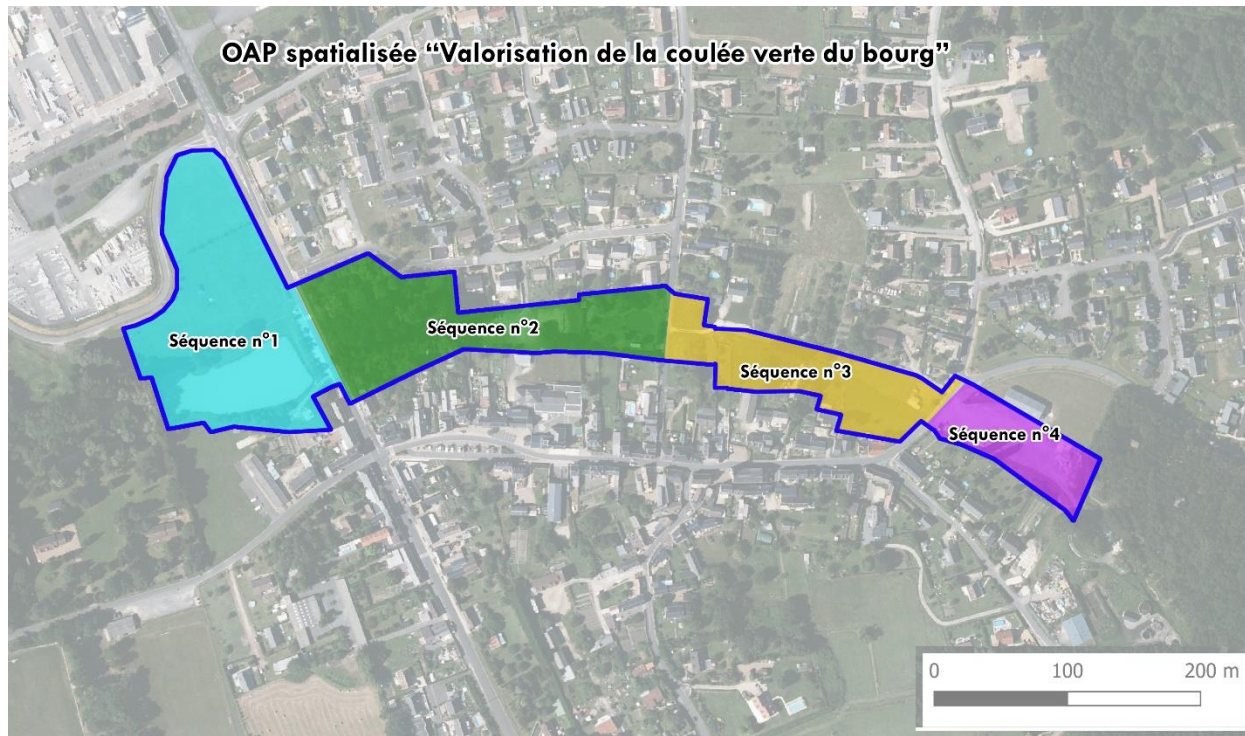 OAP spatialisée “Valorisation de la coulée verte du bourg”
Séquence n°1
Séquence n°2
Séquence n°3
Séquence n°4
0 100 200 m